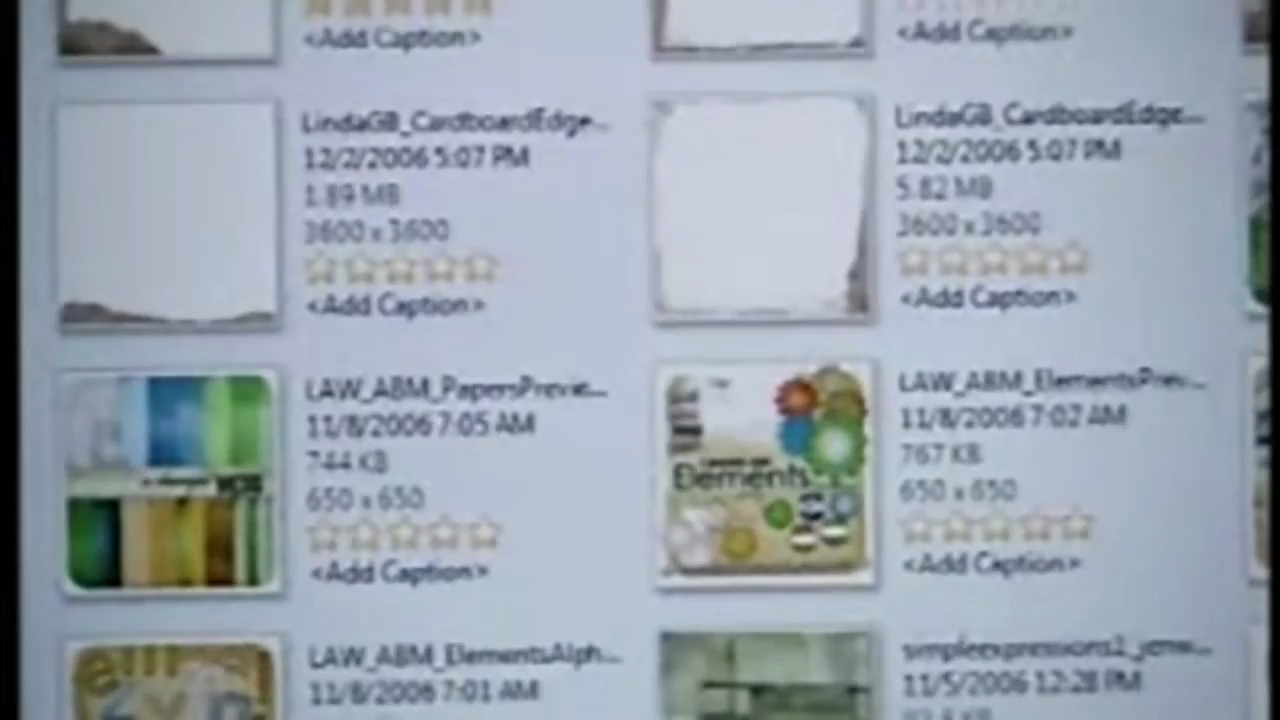 <Add Caption>
<Add Caption>
LindaGB_CardboardEdge...
12/2/2006 5:07 PM
1.89 MB
3600 x 3600
<Add Caption>
LindaGB_CardboardEdge...
12/2/2006 5:07 PM
5.82 MB
3600 x 3600
<Add Caption>
LAW_ABM_PapersPrevie...
11/8/2006 7:05 AM
744 KB
650 x 650
<Add Caption>
Elements
LAW_ABM_ElementsPrev...
11/8/2006 7:02 AM
767 KB
650 x 650
<Add Caption>
LAW_ABM_ElementsAlph...
11/8/2006 7:01 AM
11/5/2006 12:28 PM